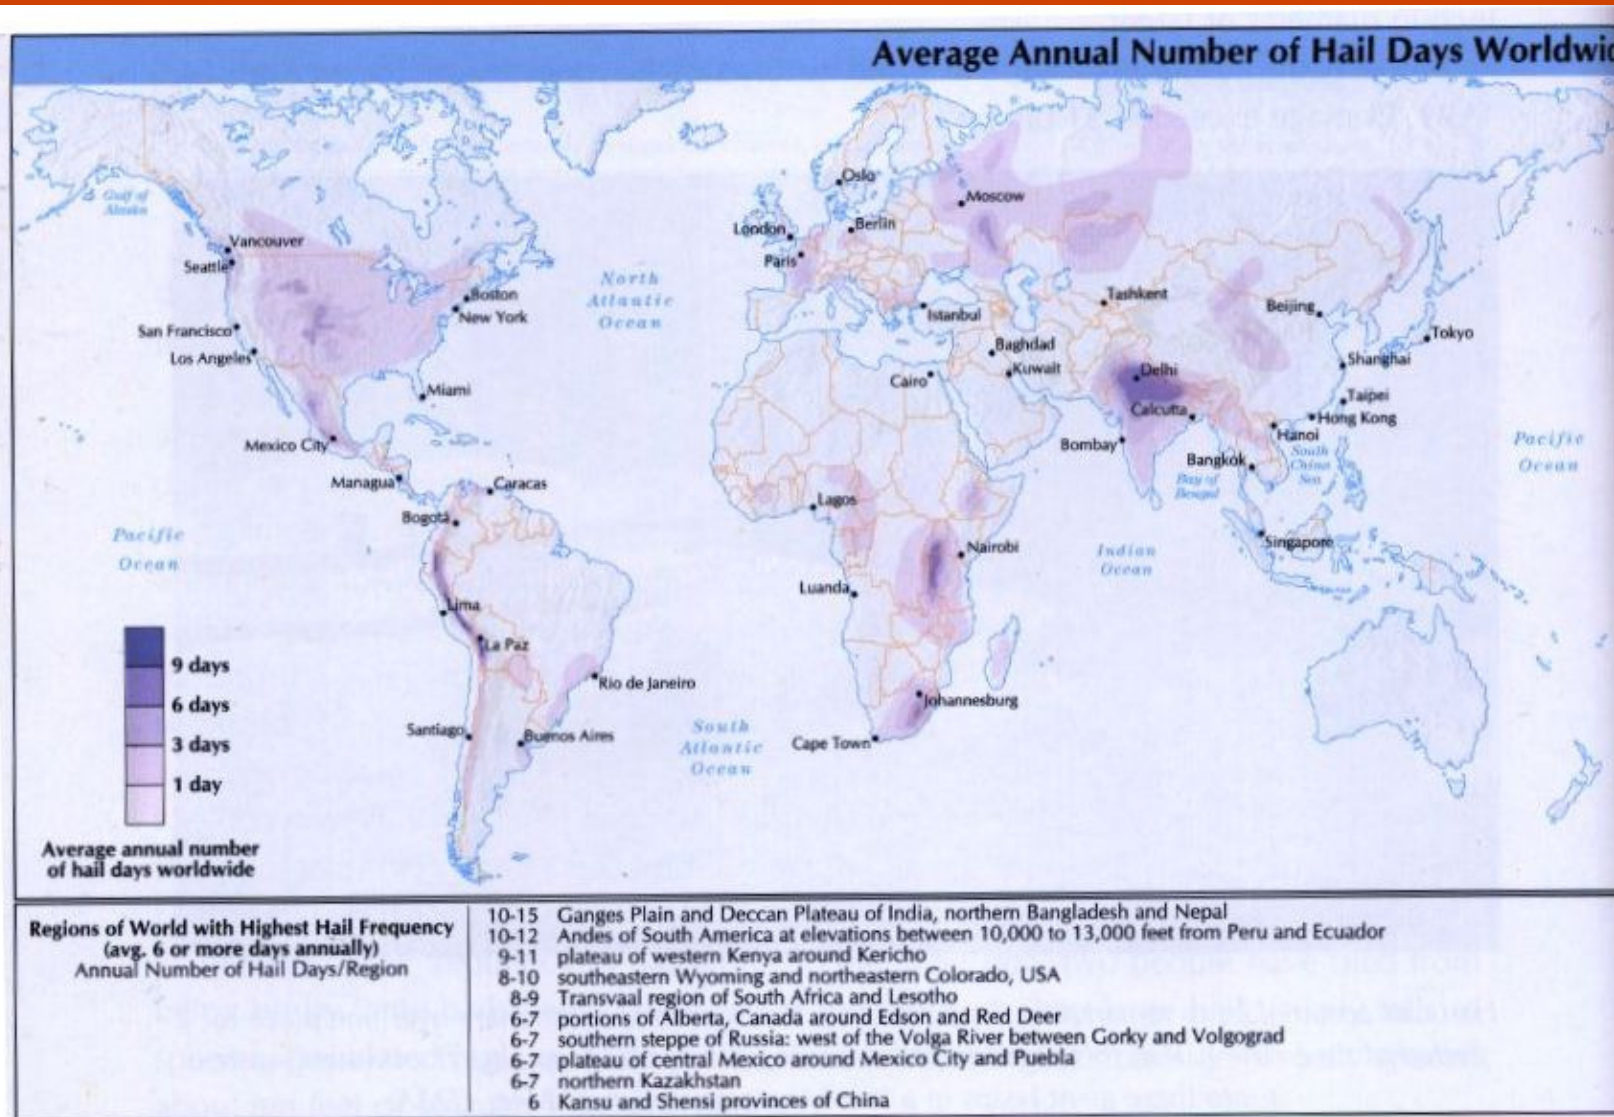 Average Annual Number of Hail Days Worldwi
Gulf of
Alaska
Vancouver
Seattle
San Francisco
Los Angeles
Boston
New York
Miami
Mexico City
Managua
Caracas
Bogotá
North
Atlantic
Ocean
Pacific
Ocean
Lima
La Paz
Rio de Janeiro
Santiago
Buenos Aires
South
Atlantic
Ocean
Oslo
Moscow
London
Berlin
Paris
Istanbul
Tashkent
Beijing
Tokyo
Baghdad
Kuwait
Cairo
Delhi
Shanghai
Calcutta
Taipei
Hong Kong
Bombay
Hanoi
Bangkok
South
China
Sea
Bay of
Bengal
Pacific
Ocean
Lagos
Nairobi
Singapore
Indian
Ocean
Luanda
Johannesburg
Cape Town
9 days
6 days
3 days
1 day
Average annual number
of hail days worldwide
Regions of World with Highest Hail Frequency
(avg. 6 or more days annually)
Annual Number of Hail Days/Region
10-15 Ganges Plain and Deccan Plateau of India, northern Bangladesh and Nepal
10-12 Andes of South America at elevations between 10,000 to 13,000 feet from Peru and Ecuador
9-11 plateau of western Kenya around Kericho
8-10 southeastern Wyoming and northeastern Colorado, USA
8-9 Transvaal region of South Africa and Lesotho
6-7 portions of Alberta, Canada around Edson and Red Deer
6-7 southern steppe of Russia: west of the Volga River between Gorky and Volgograd
6-7 plateau of central Mexico around Mexico City and Puebla
6-7 northern Kazakhstan
6 Kansu and Shensi provinces of China